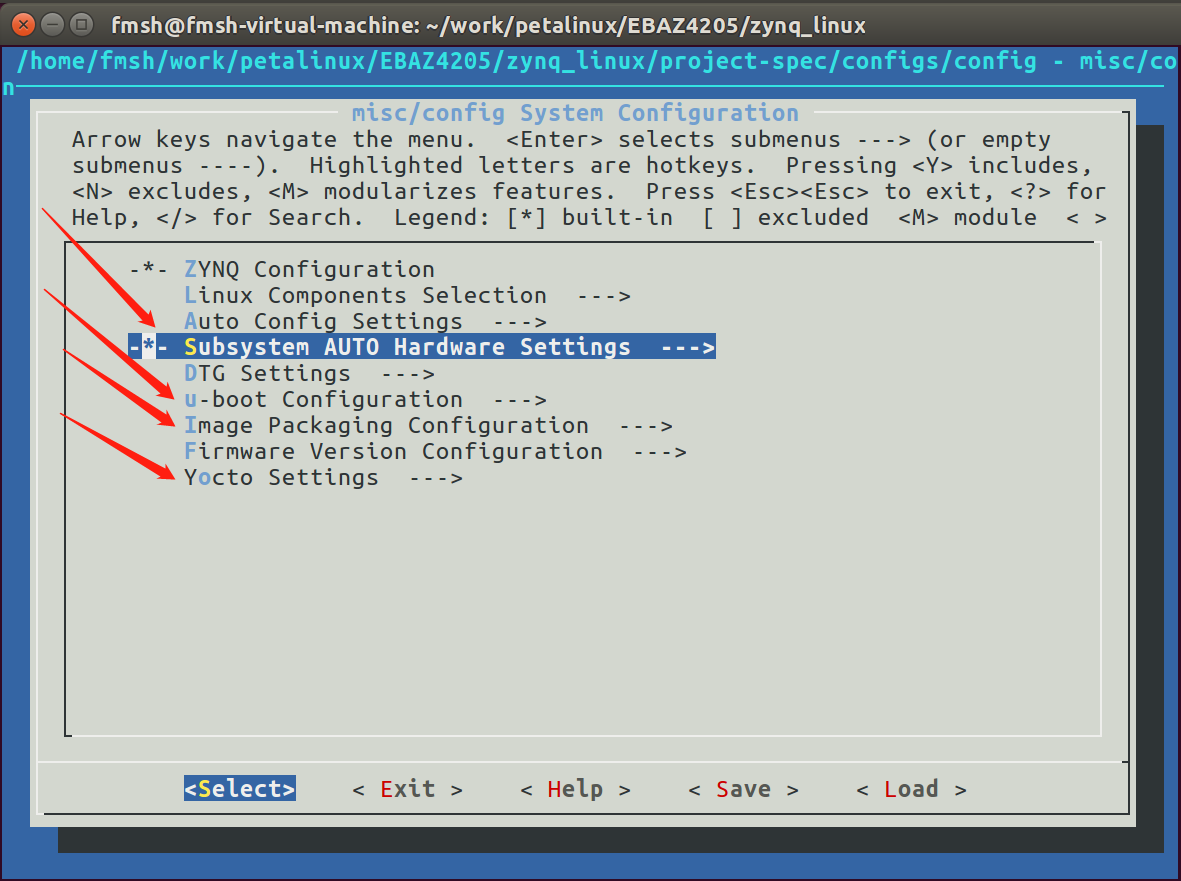 fmsh@fmsh-virtual-machine: ~/work/petalinux/EBAZ4205/zynq_linux
/home/fmsh/work/petalinux/EBAZ4205/zynq_linux/project-spec/configs/config - misc/co
n
misc/config System Configuration
Arrow keys navigate the menu.  <Enter> selects submenus ---> (or empty
submenus ----).  Highlighted letters are hotkeys.  Pressing <Y> includes,
<N> excludes, <M> modularizes features.  Press <Esc><Esc> to exit, <?> for
Help, </> for Search.  Legend: [*] built-in  [ ] excluded  <M> module  < >
-*- ZYNQ Configuration
Linux Components Selection  --->
Auto Config Settings  --->
-*- Subsystem AUTO Hardware Settings  --->
DTG Settings  --->
u-boot Configuration  --->
Image Packaging Configuration  --->
Firmware Version Configuration  --->
Yocto Settings  --->
<Select>    < Exit >    < Help >    < Save >    < Load >